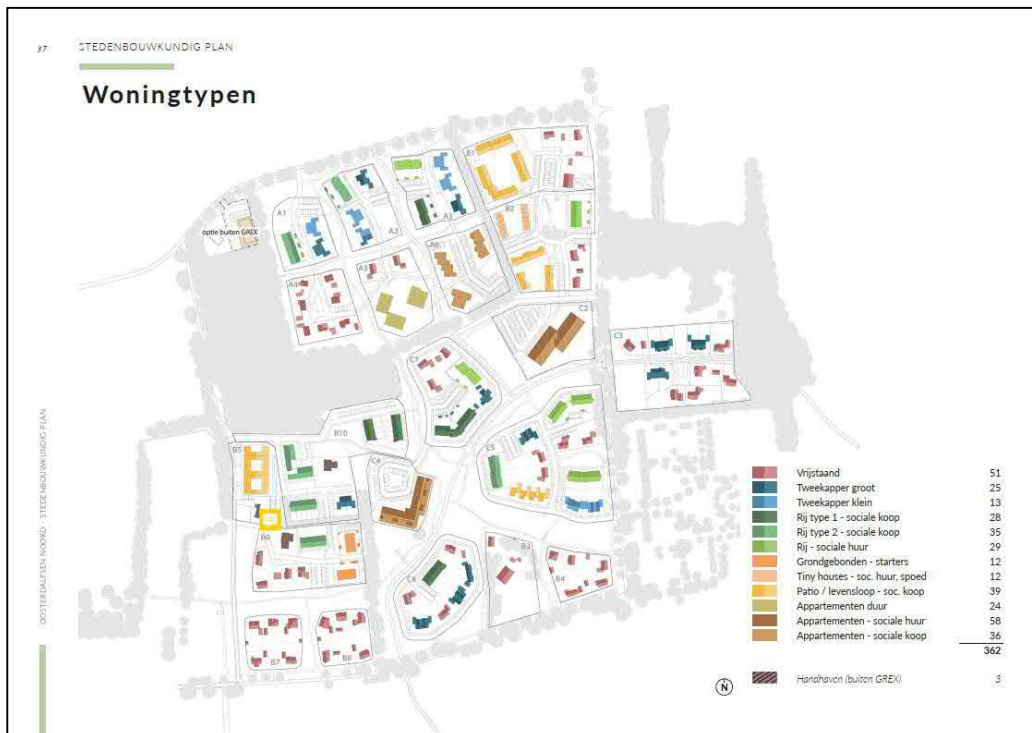 37 STEDENBOUWKUNDIG PLAN
Woningtypen
optie buiten GREX
A1
A2
A3
A4
A5
A6
B1
B2
C2
C3
C1
C5
B10
C4
B5
B6
C6
B3
B4
B7
B8
OOSTERDALFSEN NOORD STEDENBOUWKUNDIG PLAN
Vrijstaand 51
Tweekapper groot 25
Tweekapper klein 13
Rij type 1 - sociale koop 28
Rij type 2 - sociale koop 35
Rij - sociale huur 29
Grondgebonden - starters 12
Tiny houses - soc. huur, spoed 12
Patio / levensloop - soc. koop 39
Appartementen duur 24
Appartementen - sociale huur 58
Appartementen - sociale koop 36
362
N
Handhaven (buiten GREX) 3